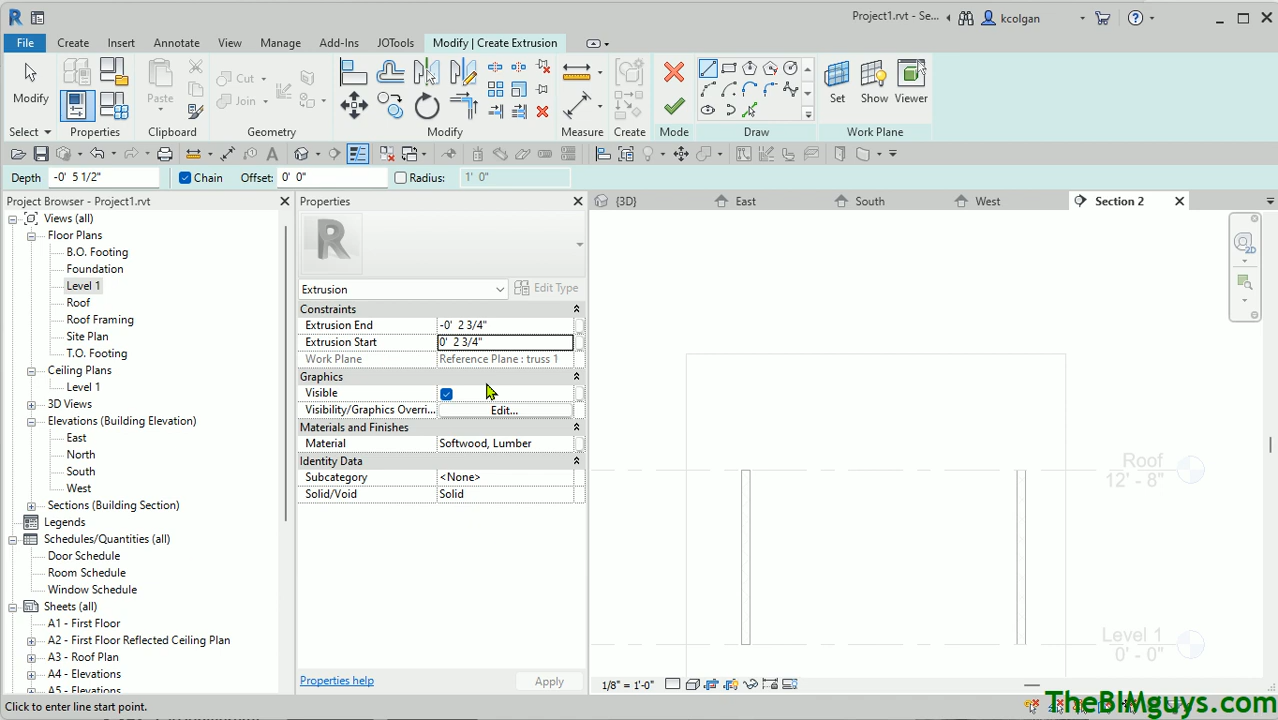 Project1.rvt - Se...
kcolgan
File
Create
Insert
Annotate
View
Manage
Add-Ins
JOTools
Modify | Create Extrusion
Modify
Paste
Cut
Join
Set
Show
Viewer
Select
Properties
Clipboard
Geometry
Modify
Measure
Create
Mode
Draw
Work Plane
Depth
-0' 5 1/2"
Chain
Offset:
0' 0"
Radius:
1' 0"
Project Browser - Project1.rvt
Views (all)
Floor Plans
B.O. Footing
Foundation
Level 1
Roof
Roof Framing
Site Plan
T.O. Footing
Ceiling Plans
Level 1
3D Views
Elevations (Building Elevation)
East
North
South
West
Sections (Building Section)
Legends
Schedules/Quantities (all)
Door Schedule
Room Schedule
Window Schedule
Sheets (all)
A1 - First Floor
A2 - First Floor Reflected Ceiling Plan
A3 - Roof Plan
A4 - Elevations
A5 - Elevations
Properties
Extrusion
Edit Type
Constraints
Extrusion End
-0' 2 3/4"
Extrusion Start
0' 2 3/4"
Work Plane
Reference Plane : truss 1
Graphics
Visible
Visibility/Graphics Overri...
Edit...
Materials and Finishes
Material
Softwood, Lumber
Identity Data
Subcategory
<None>
Solid/Void
Solid
Properties help
Apply
{3D}
East
South
West
Section 2
2D
Roof
12' - 8"
Level 1
0' - 0"
1/8" = 1'-0"
Click to enter line start point.
TheBIMguys.com